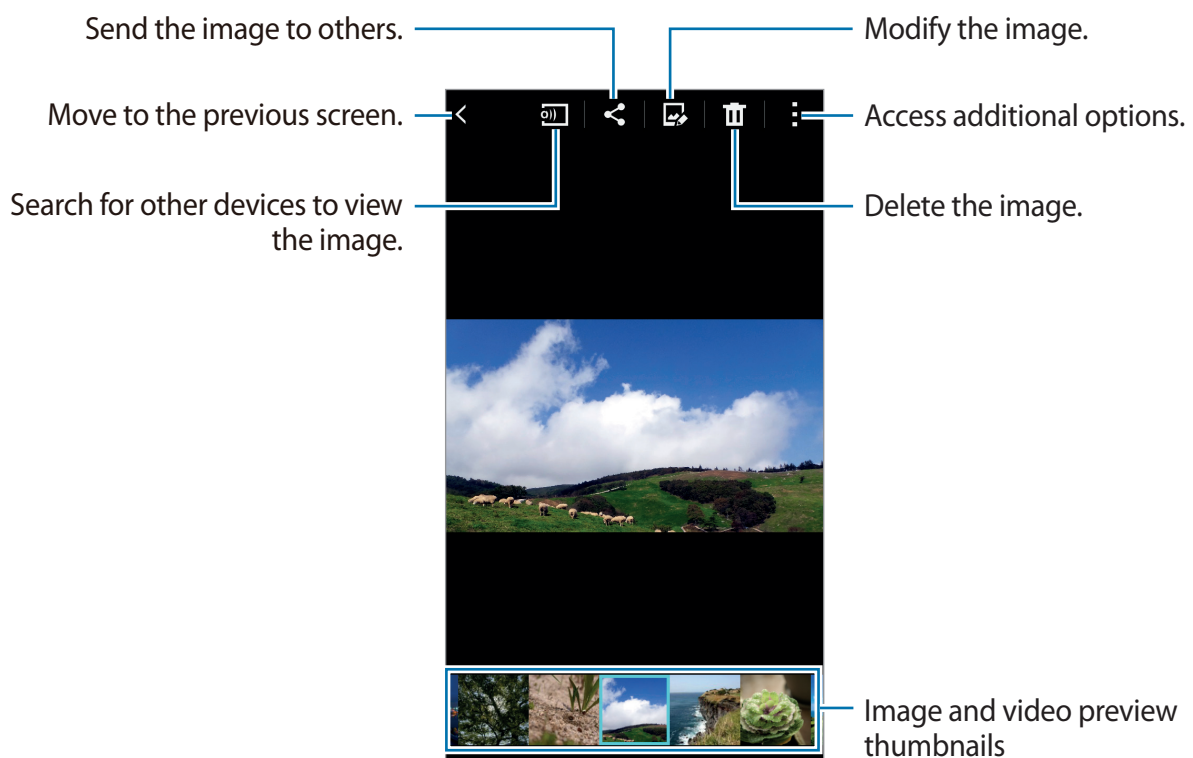 Send the image to others.
Modify the image.
Move to the previous screen.
Access additional options.
Search for other devices to view
the image.
Delete the image.
Image and video preview
thumbnails